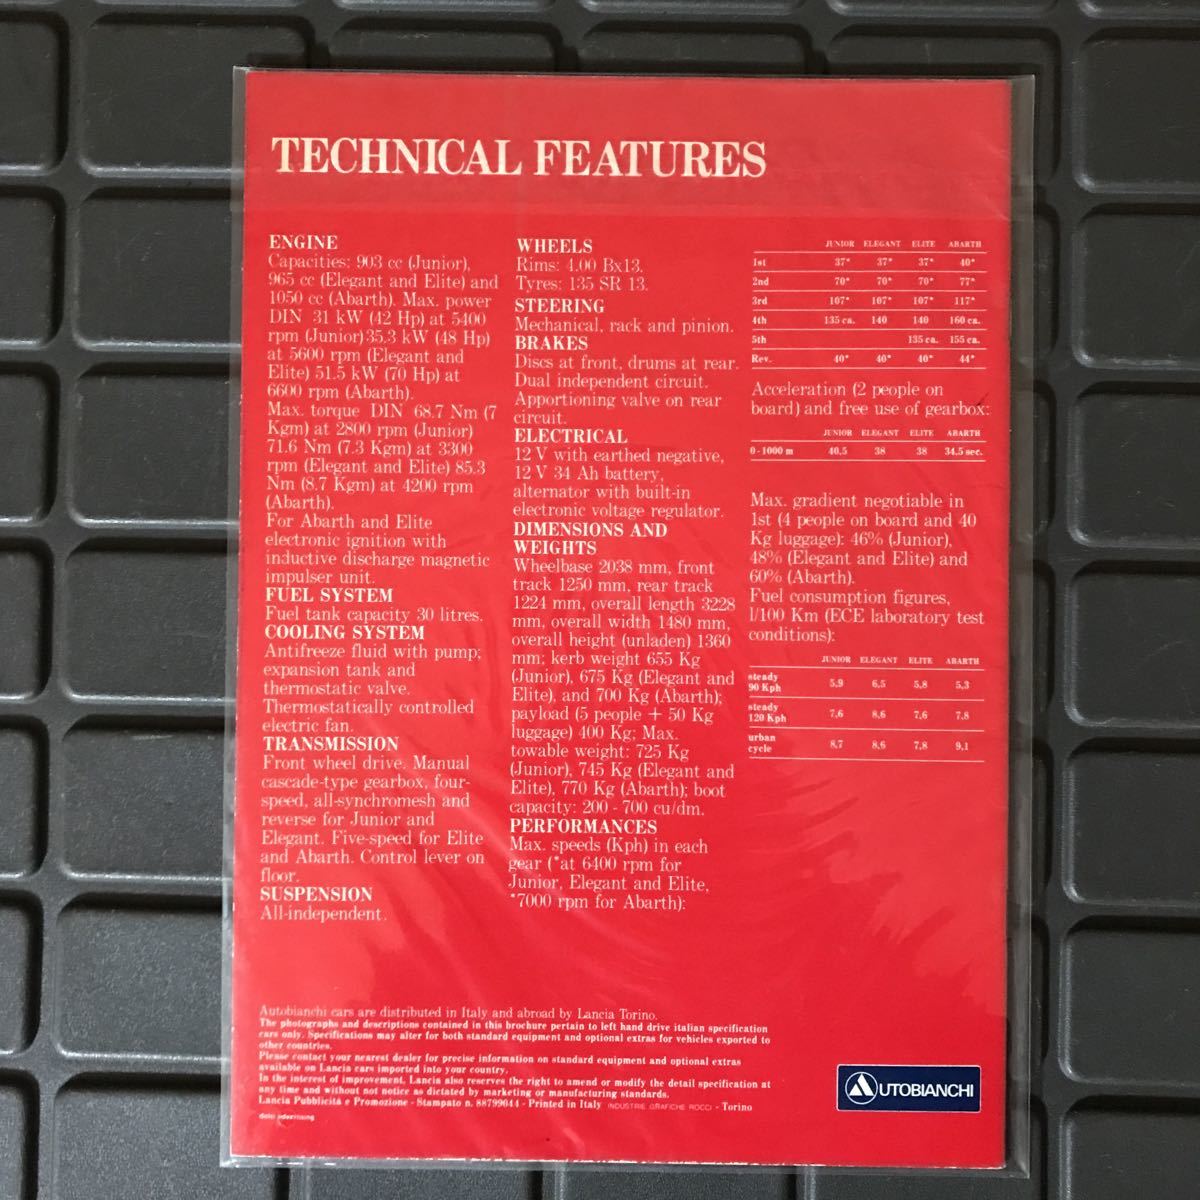 TECHNICAL FEATURES
ENGINE
Capacities: 903 cc (Junior),
965 cc (Elegant and Elite) and
1050 cc (Abarth). Max. power
DIN 31 kW (42 Hp) at 5400
rpm (Junior) 35.3 kW (48 Hp)
at 5600 rpm (Elegant and
Elite) 51.5 kW (70 Hp) at
6600 rpm (Abarth).
Max. torque DIN 68.7 Nm (7
Kgm) at 2800 rpm (Junior)
71.6 Nm (7.3 Kgm) at 3300
rpm (Elegant and Elite) 85.3
Nm (8.7 Kgm) at 4200 rpm
(Abarth).
For Abarth and Elite
electronic ignition with
inductive discharge magnetic
impulser unit.
FUEL SYSTEM
Fuel tank capacity 30 litres.
COOLING SYSTEM
Antifreeze fluid with pump;
expansion tank and
thermostatic valve.
Thermostatically controlled
electric fan.
TRANSMISSION
Front wheel drive. Manual
cascade-type gearbox, four-
speed, all-synchromesh and
reverse for Junior and
Elegant. Five-speed for Elite
and Abarth. Control lever on
floor.
SUSPENSION
All-independent.
WHEELS
Rims: 4.00 Bx13.
Tyres: 135 SR 13.
STEERING
Mechanical, rack and pinion.
BRAKES
Discs at front, drums at rear.
Dual independent circuit.
Apportioning valve on rear
circuit.
ELECTRICAL
12 V with earthed negative,
12 V 34 Ah battery,
alternator with built-in
electronic voltage regulator.
DIMENSIONS AND
WEIGHTS
Wheelbase 2038 mm, front
track 1250 mm, rear track
1224 mm, overall length 3228
mm, overall width 1480 mm,
overall height (unladen) 1360
mm; kerb weight 655 Kg
(Junior), 675 Kg (Elegant and
Elite), and 700 Kg (Abarth);
payload (5 people + 50 Kg
luggage) 400 Kg; Max.
towable weight: 725 Kg
(Junior), 745 Kg (Elegant and
Elite), 770 Kg (Abarth); boot
capacity: 200 - 700 cu/dm.
PERFORMANCES
Max. speeds (Kph) in each
gear (*at 6400 rpm for
Junior, Elegant and Elite,
*7000 rpm for Abarth):
JUNIOR ELEGANT ELITE ABARTH
1st 37* 37* 37* 40*
2nd 70* 70* 70* 77*
3rd 107* 107* 107* 117*
4th 135 ca. 140 140 160 ca.
5th 135 ca. 155 ca.
Rev. 40* 40* 40* 44*
Acceleration (2 people on
board) and free use of gearbox:
JUNIOR ELEGANT ELITE ABARTH
0-1000 m 40,5 38 38 34,5 sec.
Max. gradient negotiable in
1st (4 people on board and 40
Kg luggage): 46% (Junior),
48% (Elegant and Elite) and
60% (Abarth).
Fuel consumption figures,
l/100 Km (ECE laboratory test
conditions):
JUNIOR ELEGANT ELITE ABARTH
steady
90 Kph 5,9 6,5 5,8 5,3
steady
120 Kph 7,6 8,6 7,6 7,8
urban
cycle 8,7 8,6 7,8 9,1
Autobianchi cars are distributed in Italy and abroad by Lancia Torino.
The photographs and descriptions contained in this brochure pertain to left hand drive italian specification
cars only. Specifications may alter for both standard equipment and optional extras for vehicles exported to
other countries.
Please contact your nearest dealer for precise information on standard equipment and optional extras
available on Lancia cars imported into your country.
In the interest of improvement, Lancia also reserves the right to amend or modify the detail specification at
any time and without not notice as dictated by marketing or manufacturing standards.
Lancia Pubblicità e Promozione - Stampato n. 88799044 - Printed in Italy INDUSTRIE GRAFICHE ROCCI - Torino
advertising
AUTOBIANCHI